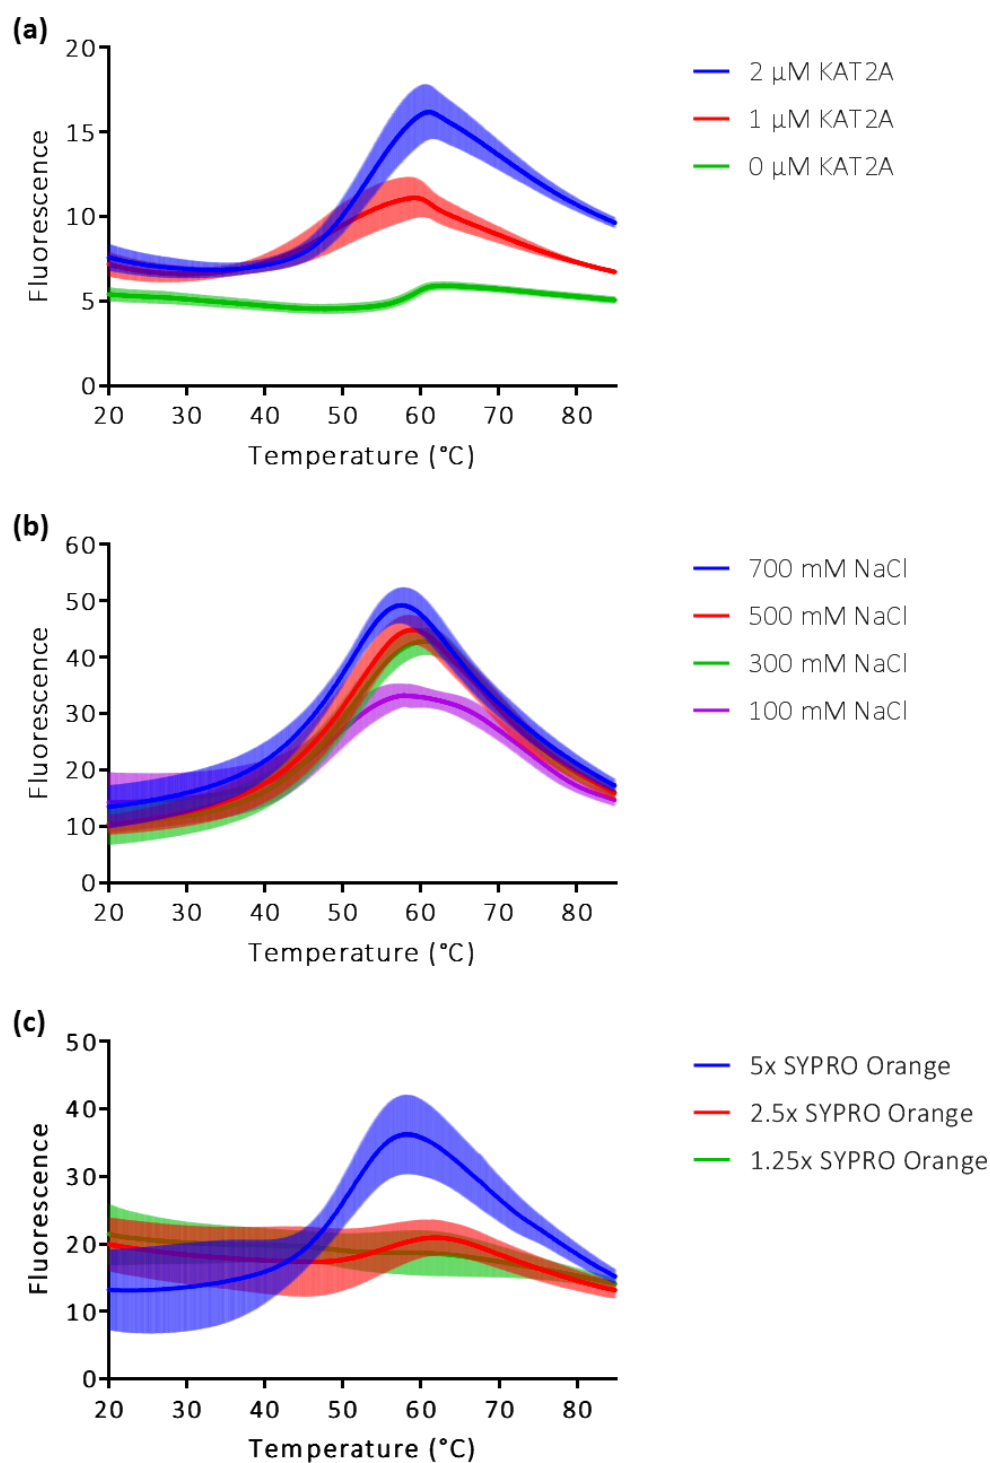 (a)
20
15
10
5
0
Fluorescence
20 30 40 50 60 70 80
Temperature (°C)
2 µM KAT2A
1 µM KAT2A
0 µM KAT2A
(b)
60
50
40
30
20
10
0
Fluorescence
20 30 40 50 60 70 80
Temperature (°C)
700 mM NaCl
500 mM NaCl
300 mM NaCl
100 mM NaCl
(c)
50
40
30
20
10
0
Fluorescence
20 30 40 50 60 70 80
Temperature (°C)
5x SYPRO Orange
2.5x SYPRO Orange
1.25x SYPRO Orange